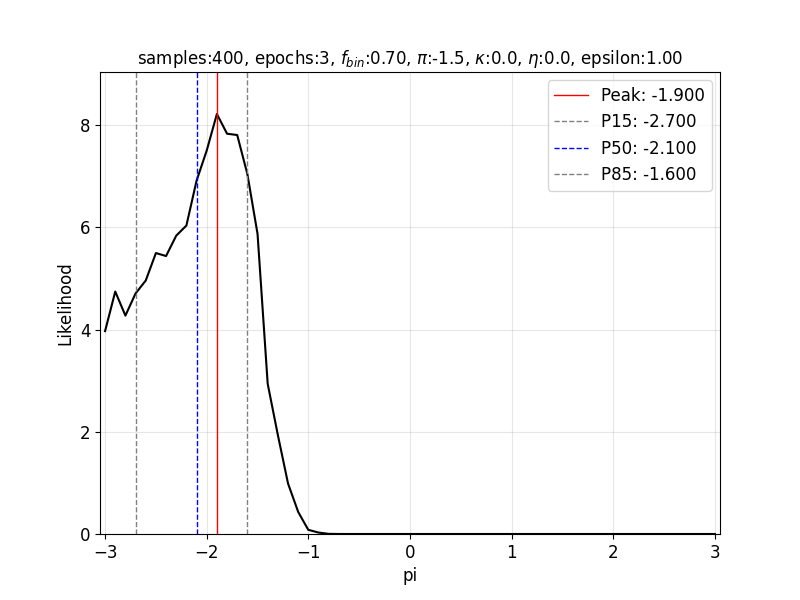 samples:400, epochs:3, f_bin:0.70, π:-1.5, κ:0.0, η:0.0, epsilon:1.00
Peak: -1.900
P15: -2.700
P50: -2.100
P85: -1.600
Likelihood
8
6
4
2
0
−3 −2 −1 0 1 2 3
pi